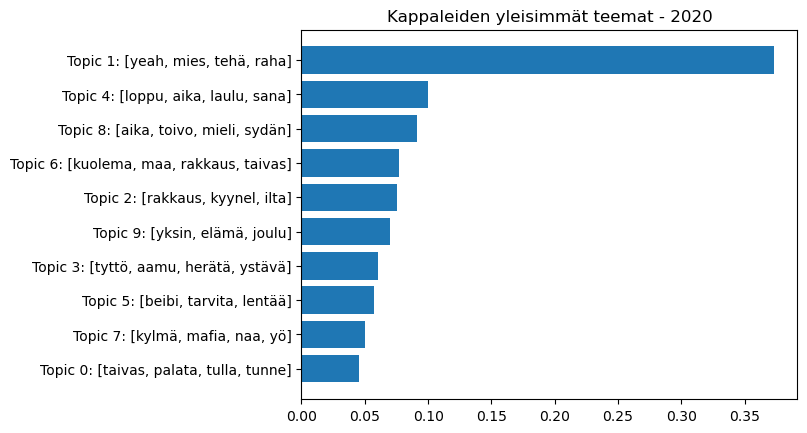 Kappaleiden yleisimmät teemat - 2020
Topic 1: [yeah, mies, tehä, raha]
Topic 4: [loppu, aika, laulu, sana]
Topic 8: [aika, toivo, mieli, sydän]
Topic 6: [kuolema, maa, rakkaus, taivas]
Topic 2: [rakkaus, kyynel, ilta]
Topic 9: [yksin, elämä, joulu]
Topic 3: [tyttö, aamu, herätä, ystävä]
Topic 5: [beibi, tarvita, lentää]
Topic 7: [kylmä, mafia, naa, yö]
Topic 0: [taivas, palata, tulla, tunne]
0.00 0.05 0.10 0.15 0.20 0.25 0.30 0.35